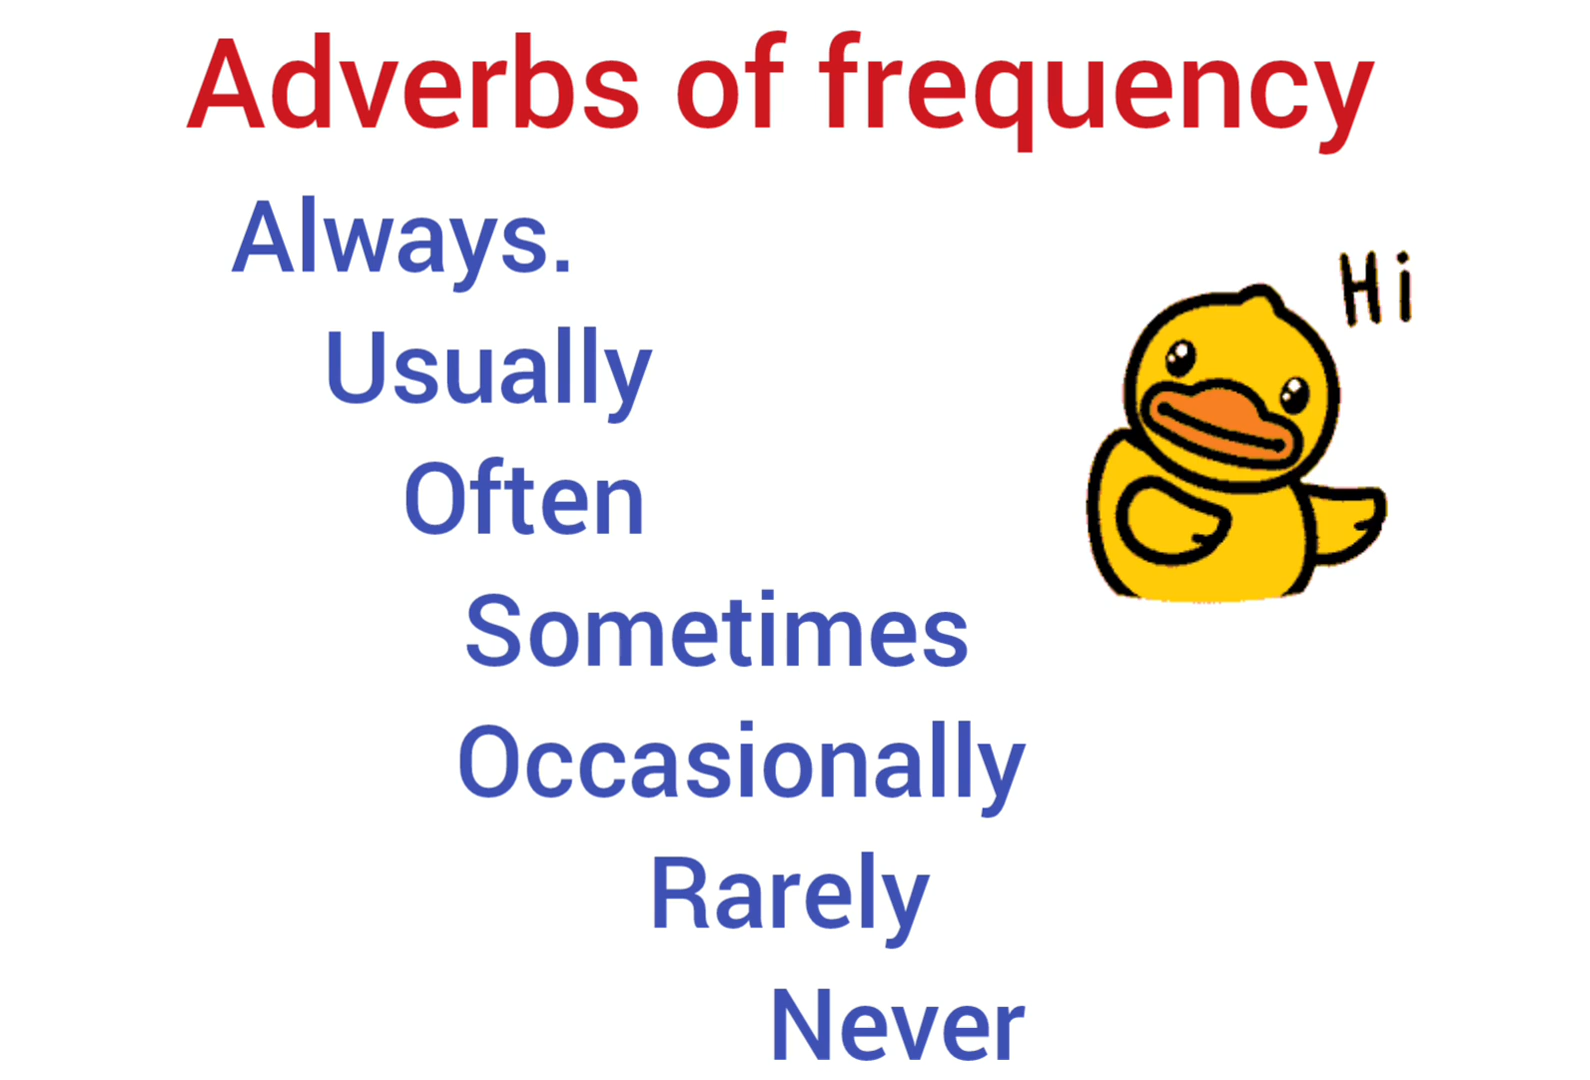 Adverbs of frequency
Always.
Hi
Usually
Often
Sometimes
Occasionally
Rarely
Never